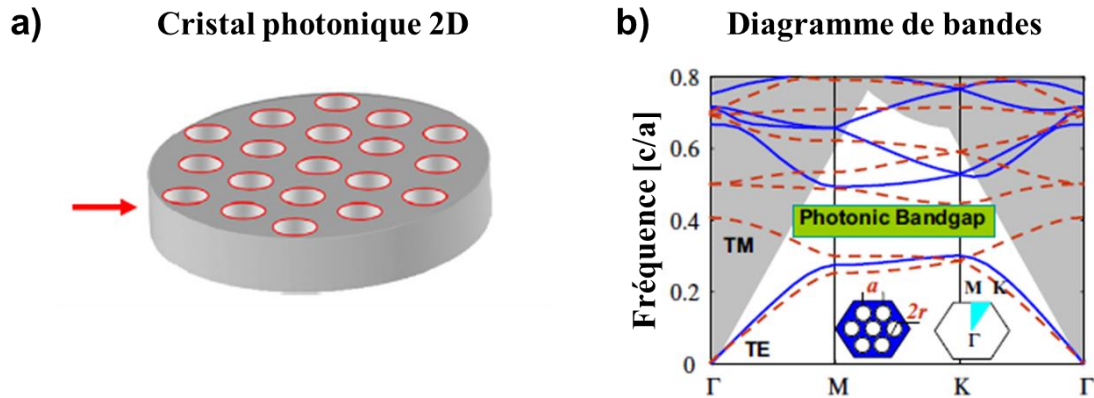 a)
Cristal photonique 2D
b)
Diagramme de bandes
Fréquence [c/a]
0.8
0.6
0.4
0.2
0
Photonic Bandgap
TM
TE
a
2r
M K
Γ
Γ
M
K
Γ